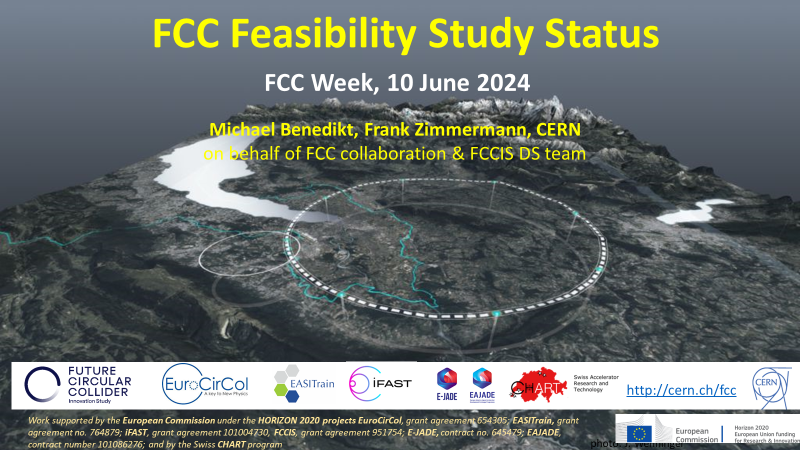 FCC Feasibility Study Status
FCC Week, 10 June 2024
Michael Benedikt, Frank Zimmermann, CERN
on behalf of FCC collaboration & FCCIS DS team
FUTURE
CIRCULAR
COLLIDER
Innovation Study
EuroCirCol
A key to New Physics
EASITrain
iFAST
E-JADE
EAJADE
CHART
Swiss Accelerator
Research and
Technology
http://cern.ch/fcc
CERN
Work supported by the European Commission under the HORIZON 2020 projects EuroCirCol, grant agreement 654305; EASITrain, grant
agreement no. 764879; iFAST, grant agreement 101004730, FCCIS, grant agreement 951754; E-JADE, contract no. 645479; EAJADE,
contract number 101086276; and by the Swiss CHART program
European
Commission
Horizon 2020
European Union funding
for Research & Innovation
photo: J. Wenninger